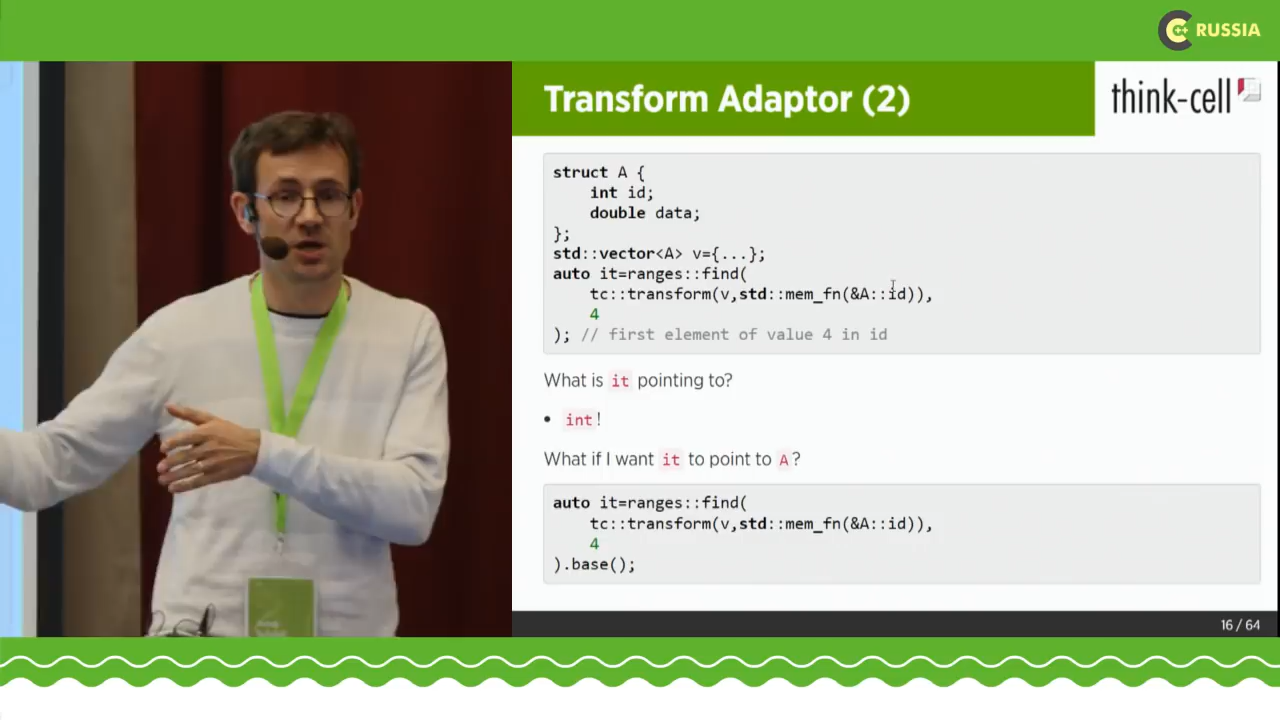 C++ RUSSIA
Transform Adaptor (2)
think-cell
struct A {
    int id;
    double data;
};
std::vector<A> v={...};
auto it=ranges::find(
    tc::transform(v,std::mem_fn(&A::id)),
    4
); // first element of value 4 in id
What is it pointing to?
• int!
What if I want it to point to A?
auto it=ranges::find(
    tc::transform(v,std::mem_fn(&A::id)),
    4
).base();
16 / 64